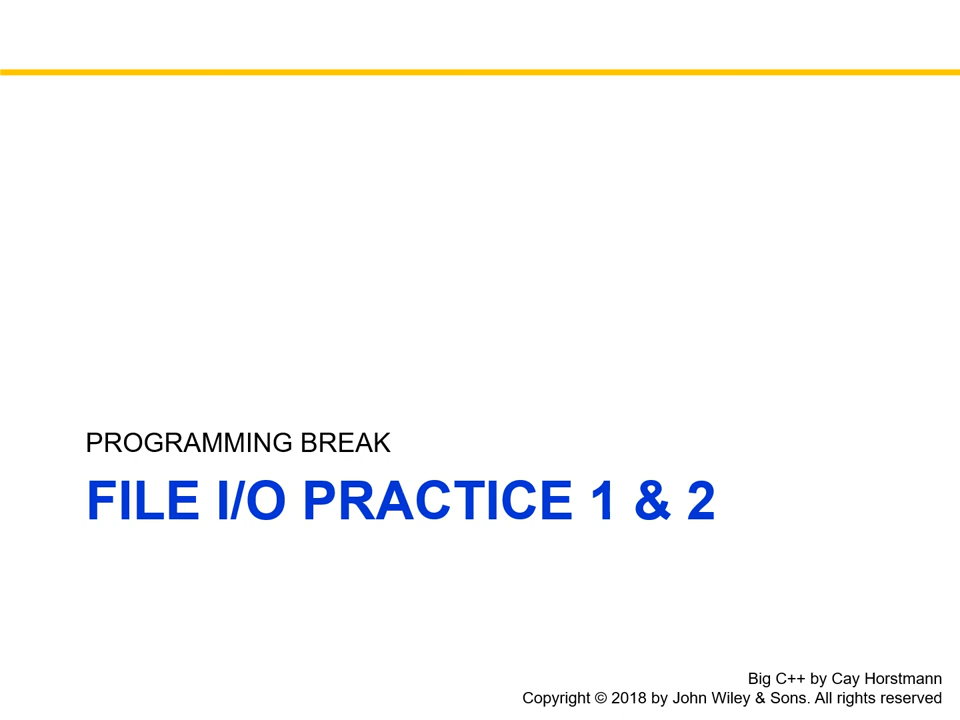 PROGRAMMING BREAK
FILE I/O PRACTICE 1 & 2
Big C++ by Cay Horstmann
Copyright © 2018 by John Wiley & Sons. All rights reserved